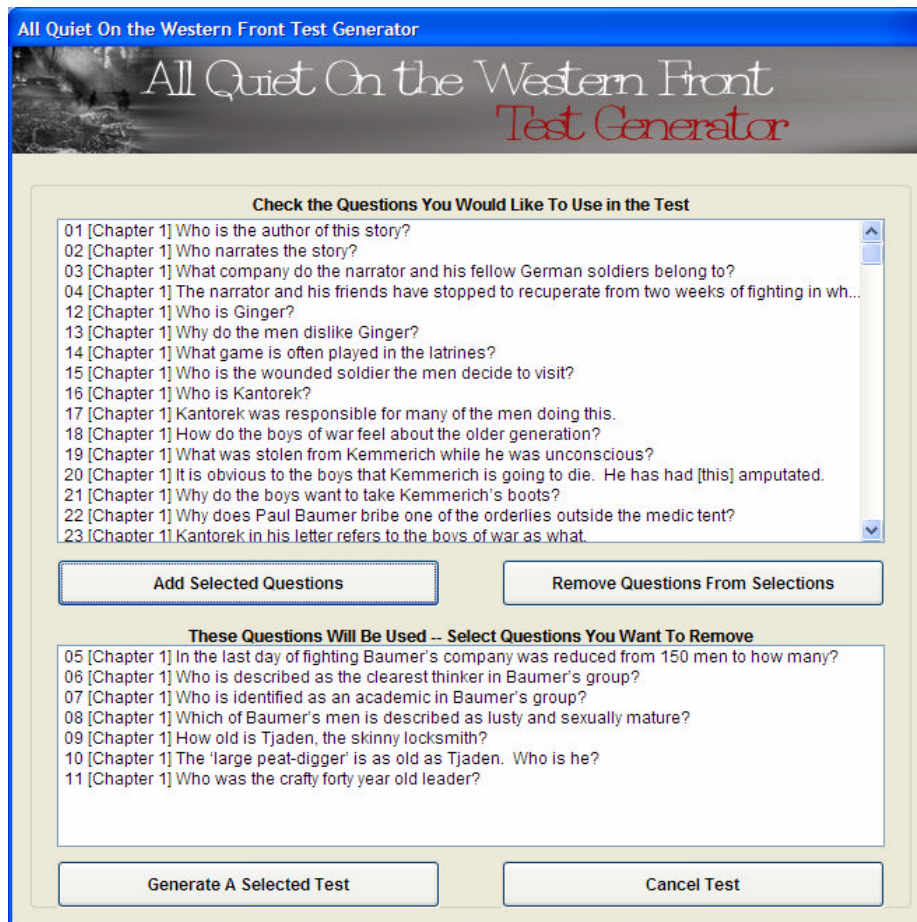 All Quiet On the Western Front Test Generator
All Quiet On the Western Front
Test Generator
Check the Questions You Would Like To Use in the Test
01 [Chapter 1] Who is the author of this story?
02 [Chapter 1] Who narrates the story?
03 [Chapter 1] What company do the narrator and his fellow German soldiers belong to?
04 [Chapter 1] The narrator and his friends have stopped to recuperate from two weeks of fighting in wh...
12 [Chapter 1] Who is Ginger?
13 [Chapter 1] Why do the men dislike Ginger?
14 [Chapter 1] What game is often played in the latrines?
15 [Chapter 1] Who is the wounded soldier the men decide to visit?
16 [Chapter 1] Who is Kantorek?
17 [Chapter 1] Kantorek was responsible for many of the men doing this.
18 [Chapter 1] How do the boys of war feel about the older generation?
19 [Chapter 1] What was stolen from Kemmerich while he was unconscious?
20 [Chapter 1] It is obvious to the boys that Kemmerich is going to die.  He has had [this] amputated.
21 [Chapter 1] Why do the boys want to take Kemmerich's boots?
22 [Chapter 1] Why does Paul Baumer bribe one of the orderlies outside the medic tent?
23 [Chapter 1] Kantorek in his letter refers to the boys of war as what.
Add Selected Questions
Remove Questions From Selections
These Questions Will Be Used -- Select Questions You Want To Remove
05 [Chapter 1] In the last day of fighting Baumer's company was reduced from 150 men to how many?
06 [Chapter 1] Who is described as the clearest thinker in Baumer's group?
07 [Chapter 1] Who is identified as an academic in Baumer's group?
08 [Chapter 1] Which of Baumer's men is described as lusty and sexually mature?
09 [Chapter 1] How old is Tjaden, the skinny locksmith?
10 [Chapter 1] The 'large peat-digger' is as old as Tjaden.  Who is he?
11 [Chapter 1] Who was the crafty forty year old leader?
Generate A Selected Test
Cancel Test